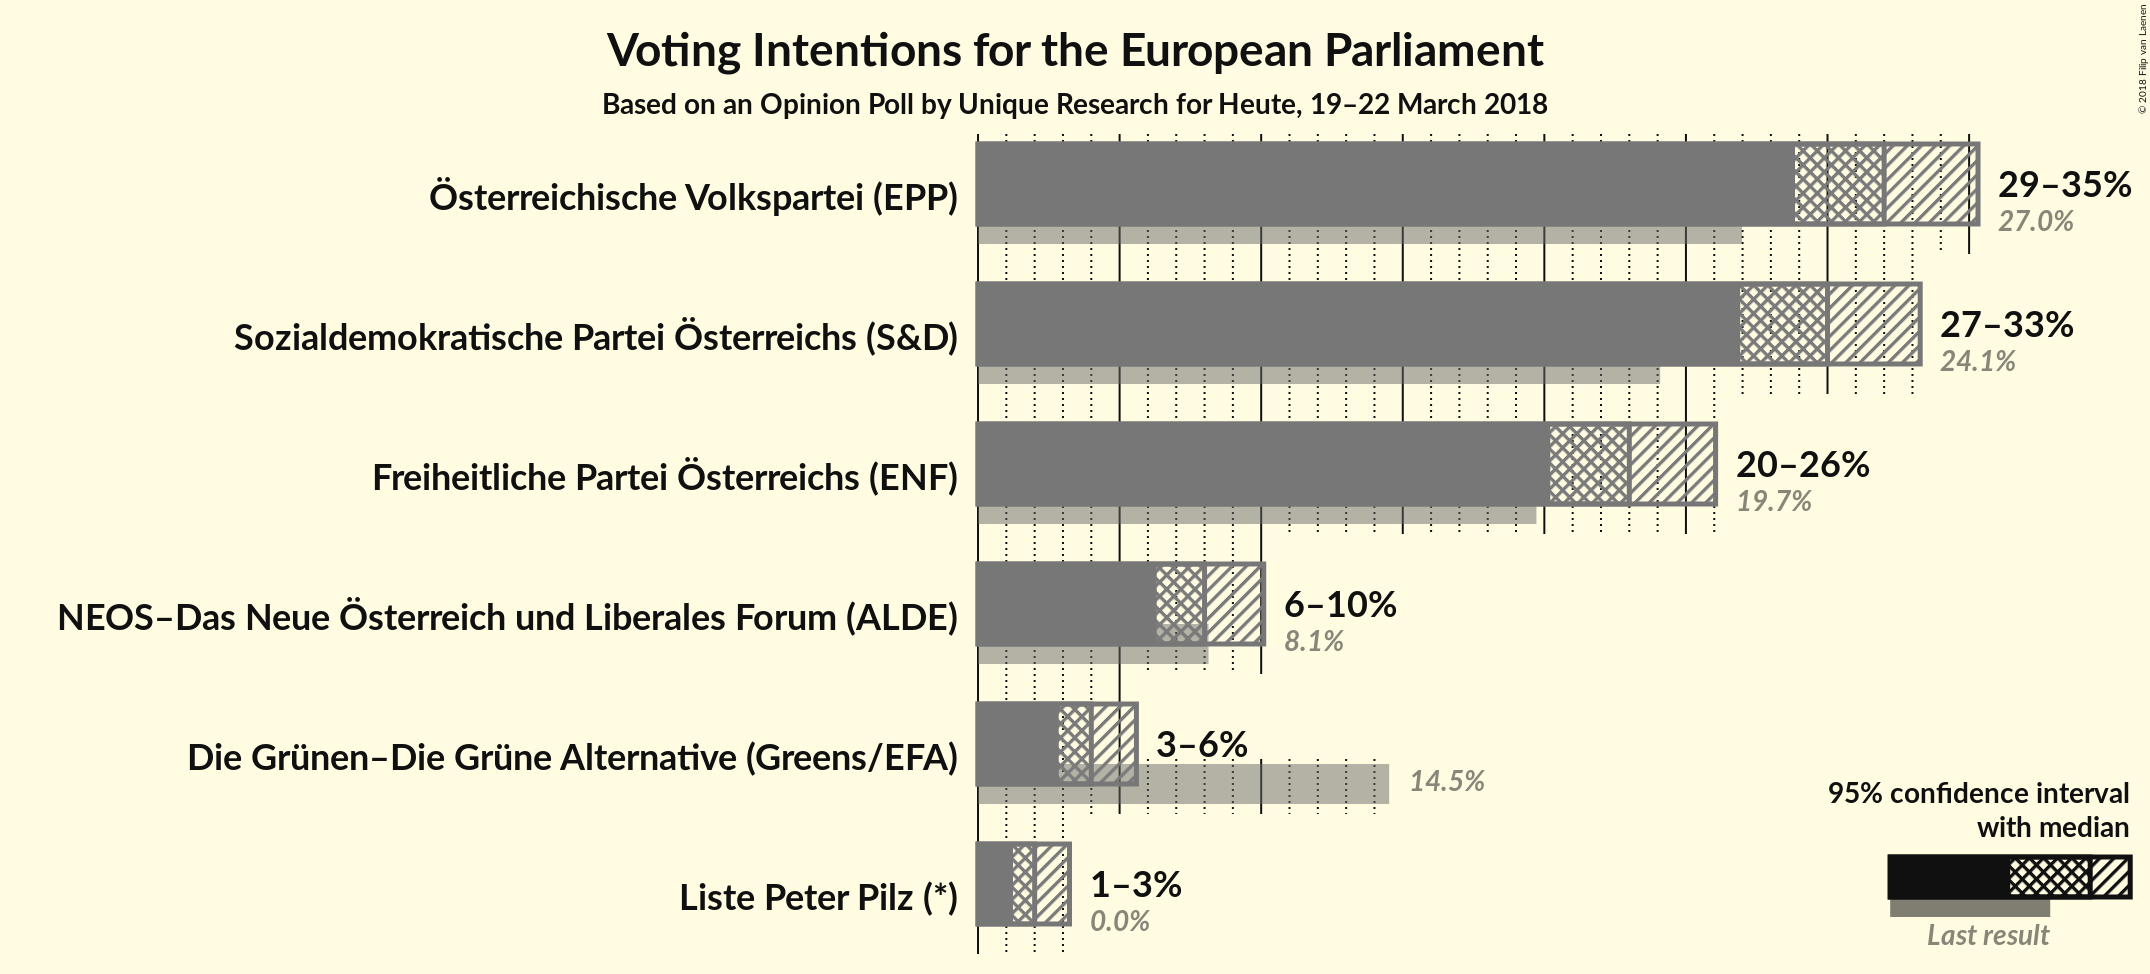 Voting Intentions for the European Parliament
Based on an Opinion Poll by Unique Research for Heute, 19–22 March 2018
© 2018 Filip van Laenen
Österreichische Volkspartei (EPP)
29–35%
27.0%
Sozialdemokratische Partei Österreichs (S&D)
27–33%
24.1%
Freiheitliche Partei Österreichs (ENF)
20–26%
19.7%
NEOS–Das Neue Österreich und Liberales Forum (ALDE)
6–10%
8.1%
Die Grünen–Die Grüne Alternative (Greens/EFA)
3–6%
14.5%
Liste Peter Pilz (*)
1–3%
0.0%
95% confidence interval
with median
Last result